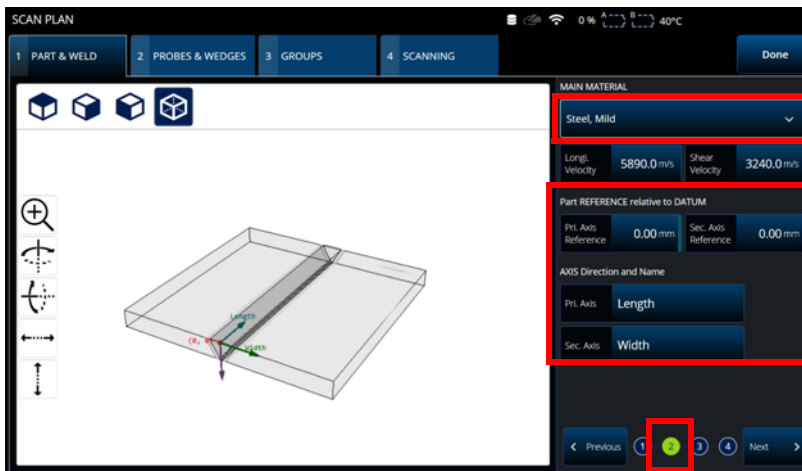 SCAN PLAN
0 % A B 40°C
1 PART & WELD 2 PROBES & WEDGES 3 GROUPS 4 SCANNING Done
MAIN MATERIAL
Steel, Mild
Longl. Velocity 5890.0 m/s Shear Velocity 3240.0 m/s
Part REFERENCE relative to DATUM
Pri. Axis Reference 0.00 mm Sec. Axis Reference 0.00 mm
AXIS Direction and Name
Pri. Axis Length
Sec. Axis Width
Length
Width
Previous 1 2 3 4 Next